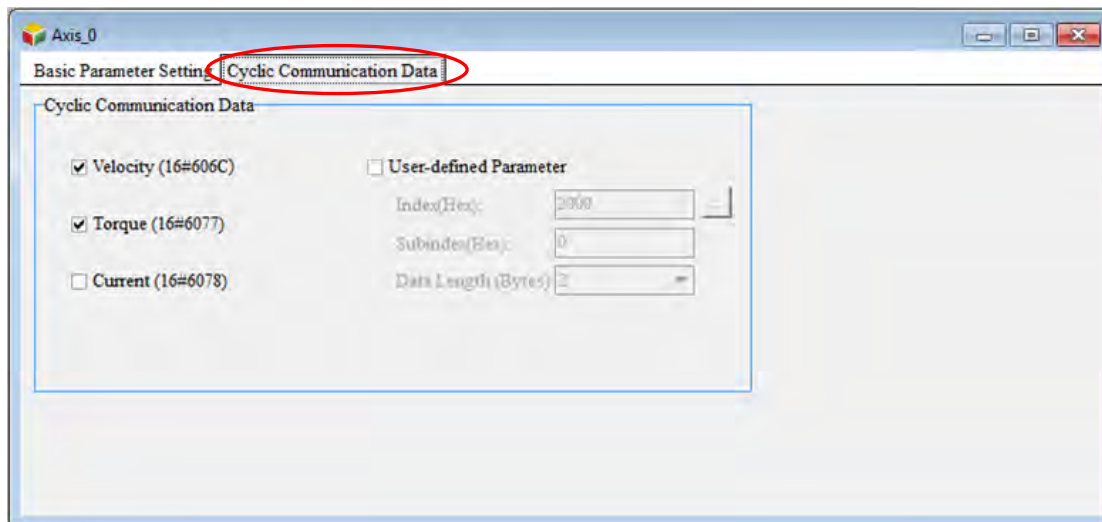 Axis_0
Basic Parameter Setting Cyclic Communication Data
Cyclic Communication Data
Velocity (16#606C)
User-defined Parameter
Index(Hex): 2000 ...
Torque (16#6077)
Subindex(Hex): 0
Current (16#6078)
Data Length (Bytes) 2